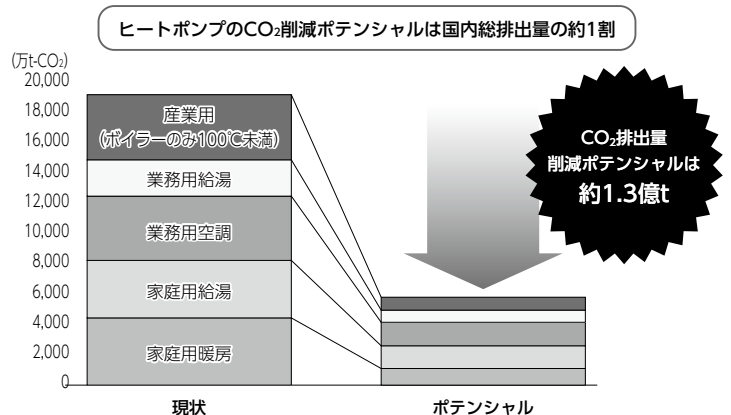 ヒートポンプのCO₂削減ポテンシャルは国内総排出量の約1割
(万t-CO₂)
20,000
18,000
16,000
14,000
12,000
10,000
8,000
6,000
4,000
2,000
0
産業用
(ボイラーのみ100℃未満)
業務用給湯
業務用空調
家庭用給湯
家庭用暖房
CO₂排出量
削減ポテンシャルは
約1.3億t
現状
ポテンシャル